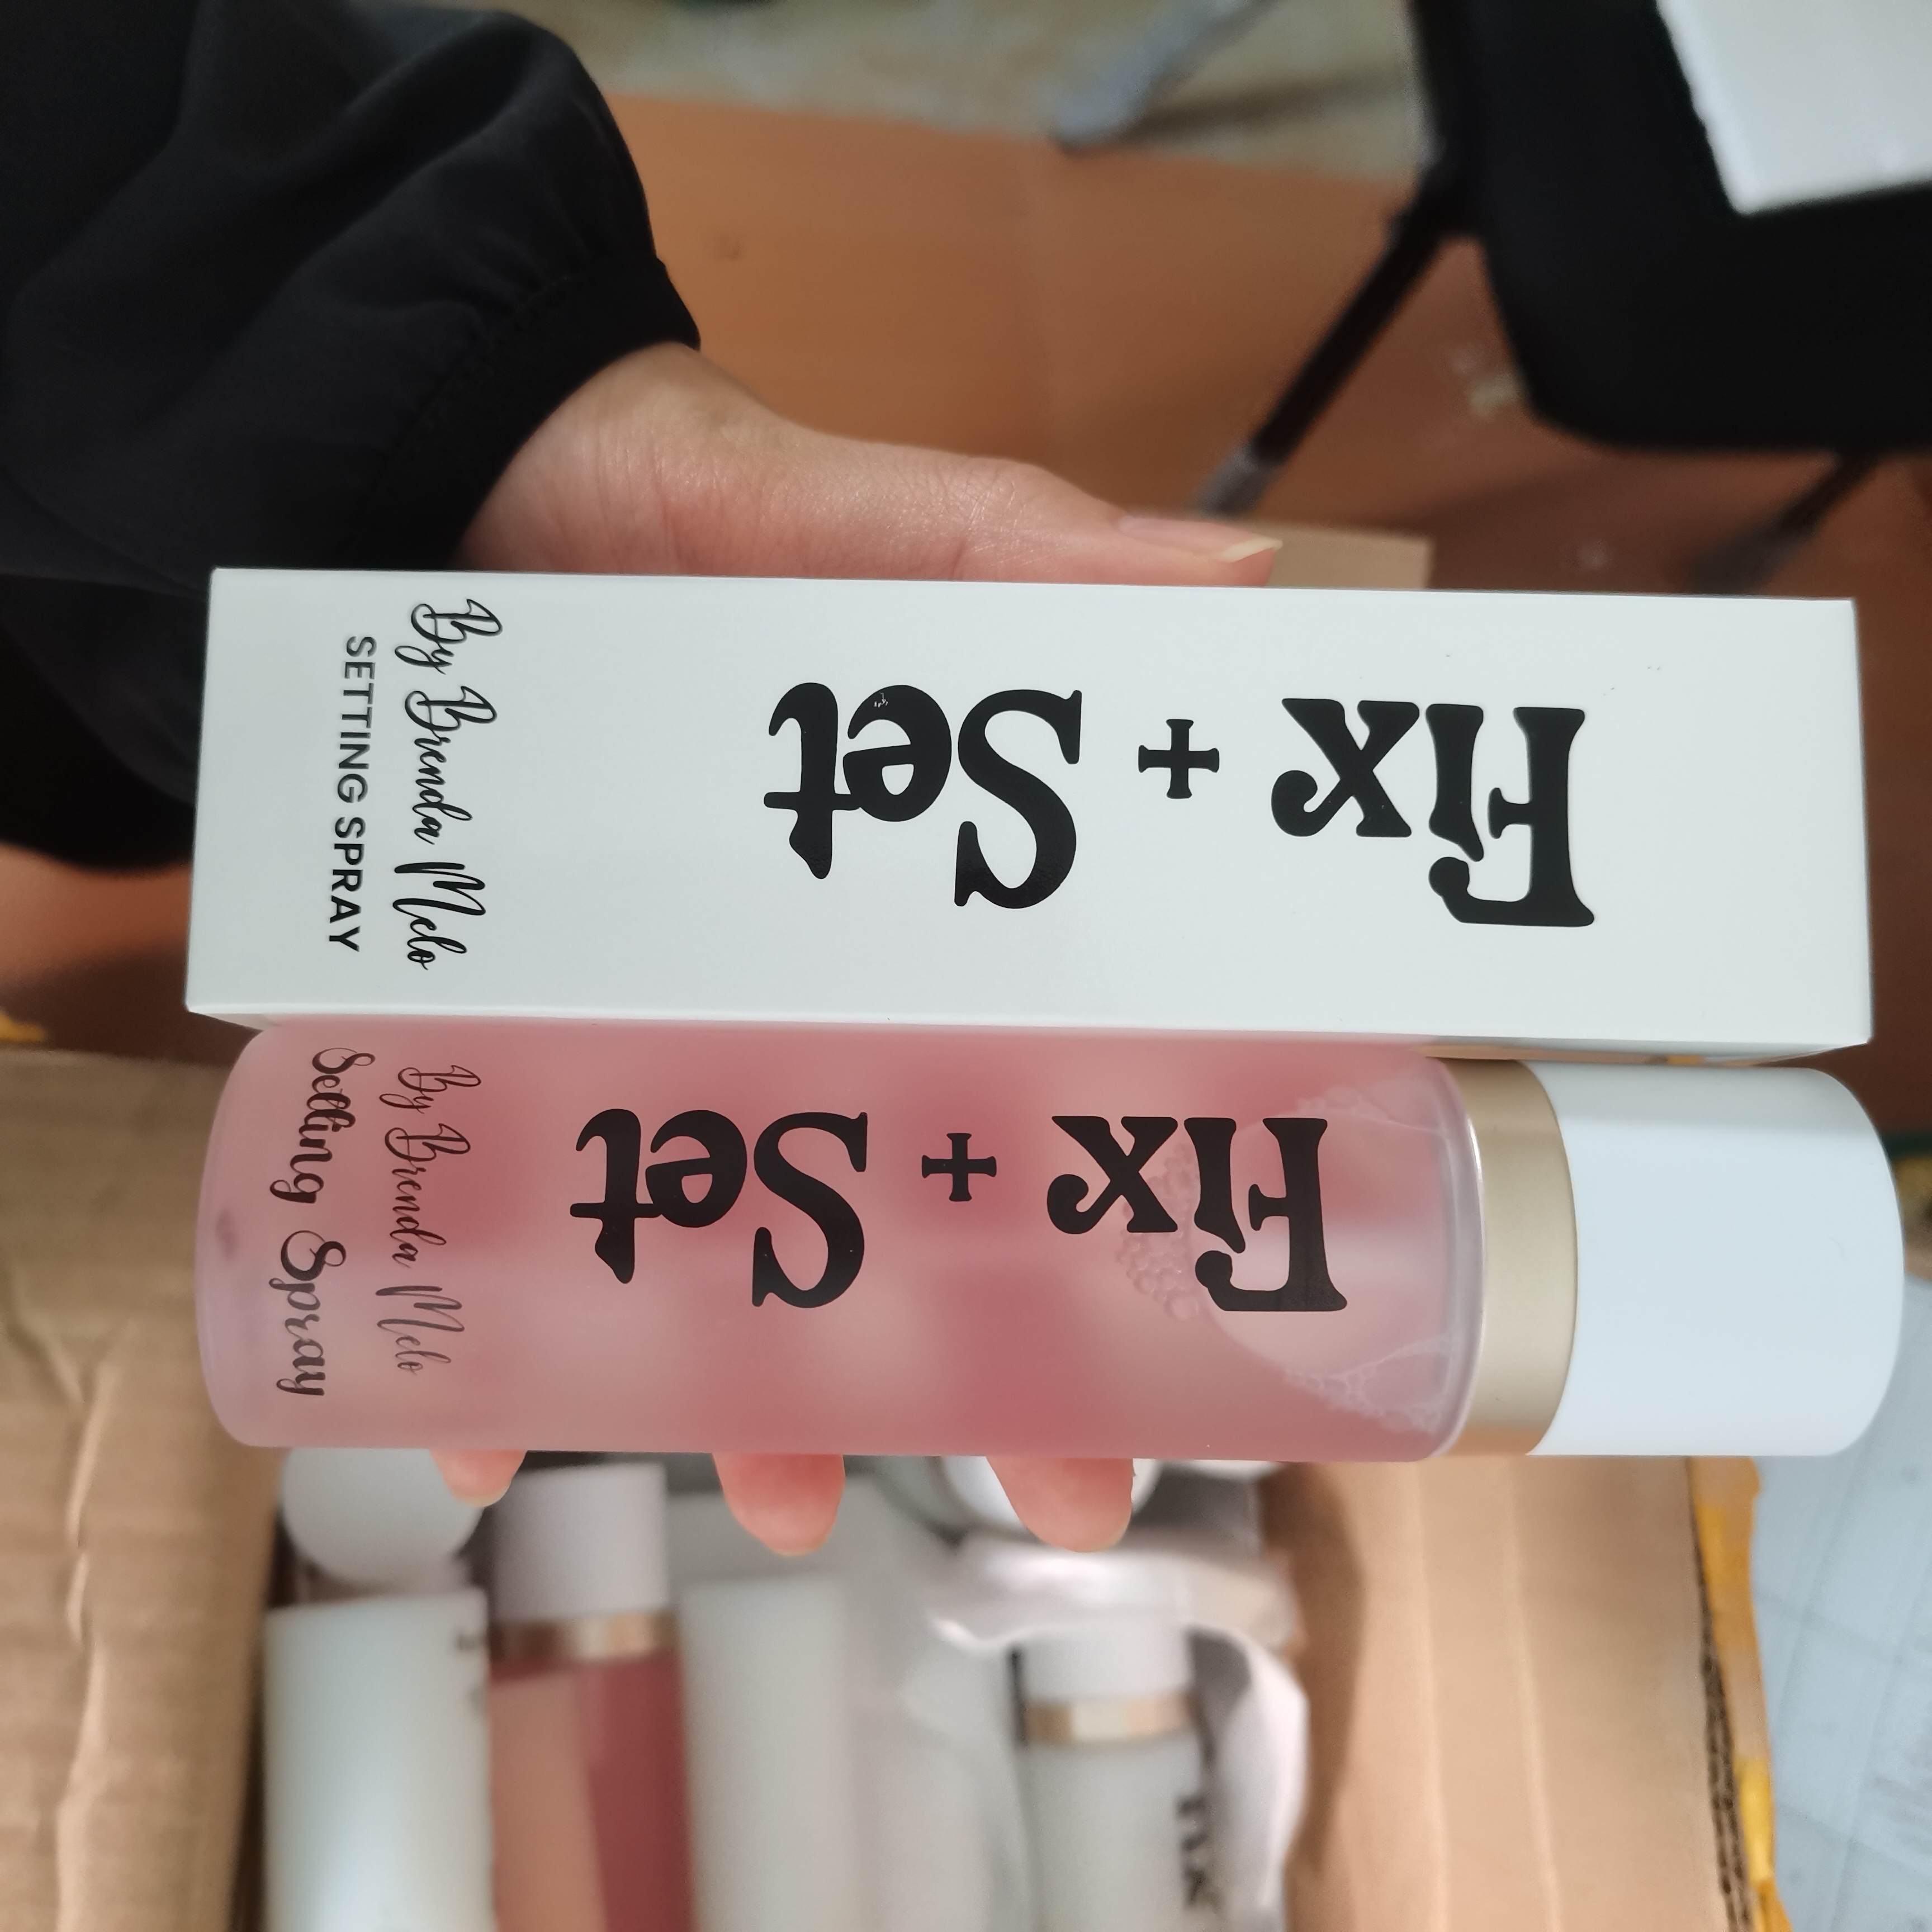 Fix
+
Set
By Brenda Melo
SETTING SPRAY
Fix
+
Set
By Brenda Melo
Setting Spray